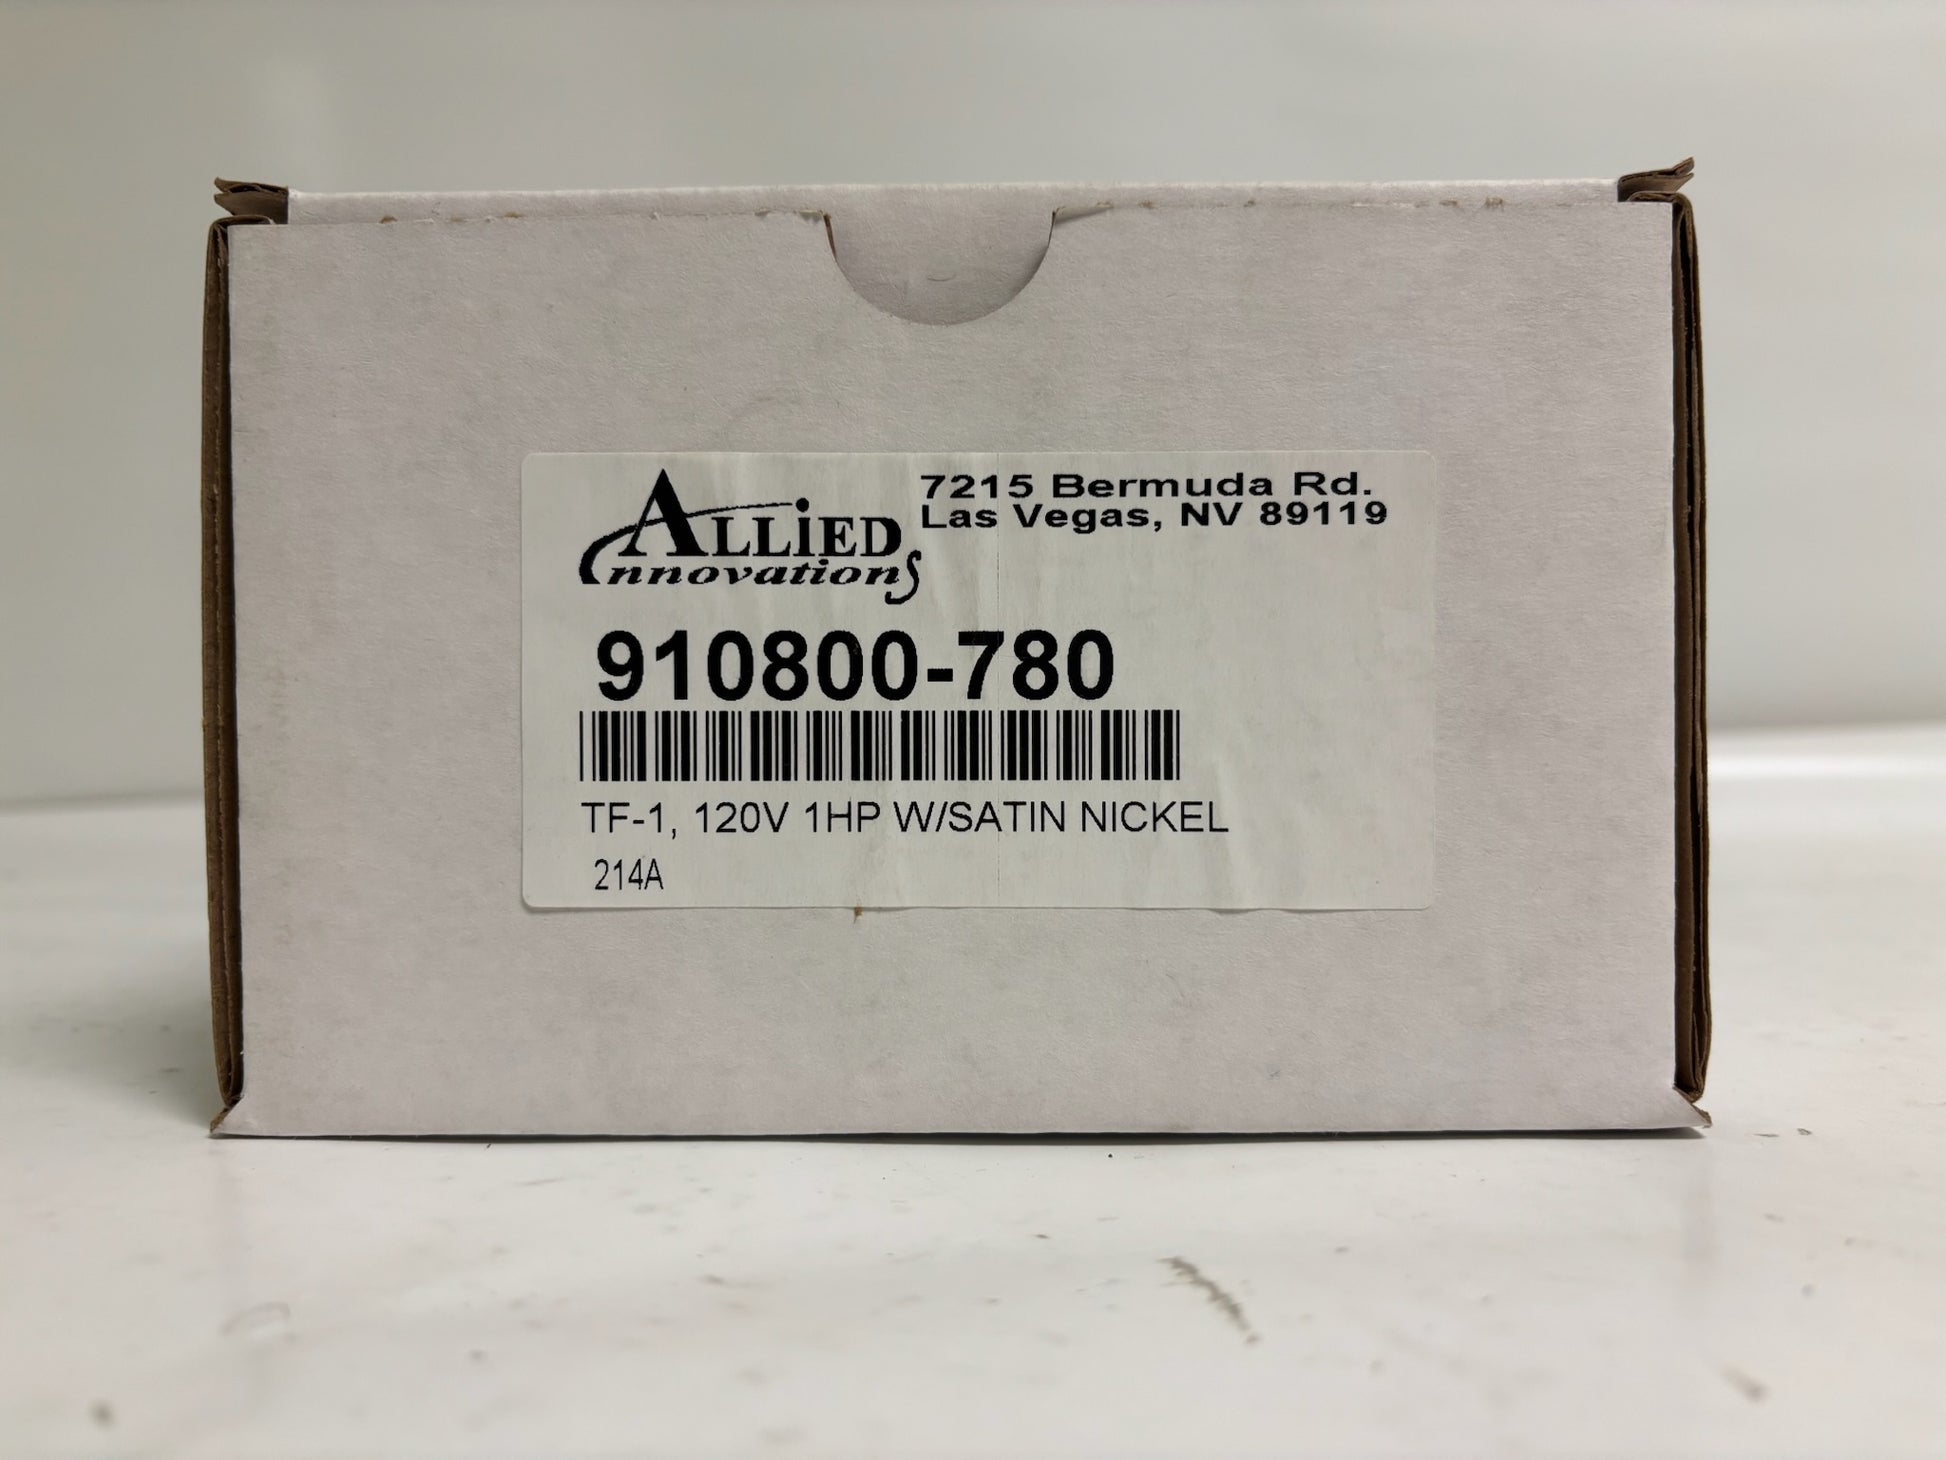 ALLiED
innovations
7215 Bermuda Rd.
Las Vegas, NV 89119
910800-780
TF-1, 120V 1HP W/SATIN NICKEL
214A